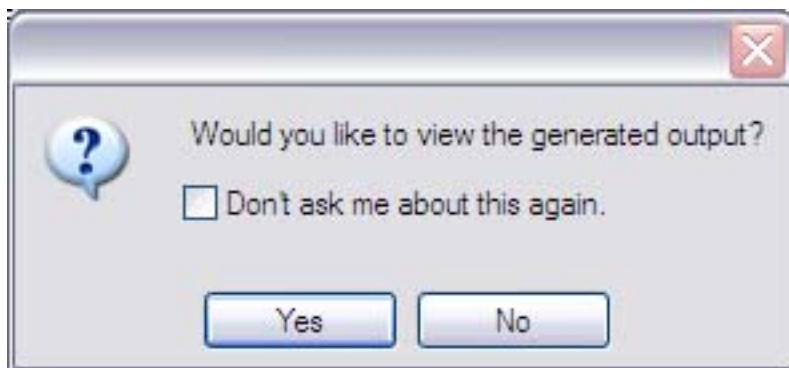 Would you like to view the generated output?
Don't ask me about this again.
Yes No